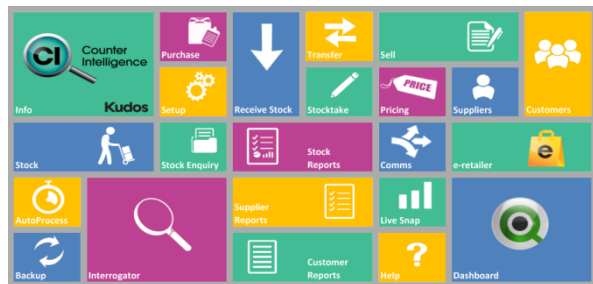 CI
Counter
Intelligence
Info
Kudos
Purchase
Setup
Receive Stock
Transfer
Stocktake
Sell
PRICE
Pricing
Suppliers
Customers
Stock
Stock Enquiry
Stock
Reports
Comms
e-retailer
e
AutoProcess
Backup
Interrogator
Supplier
Reports
Customer
Reports
Live Snap
?
Help
Dashboard